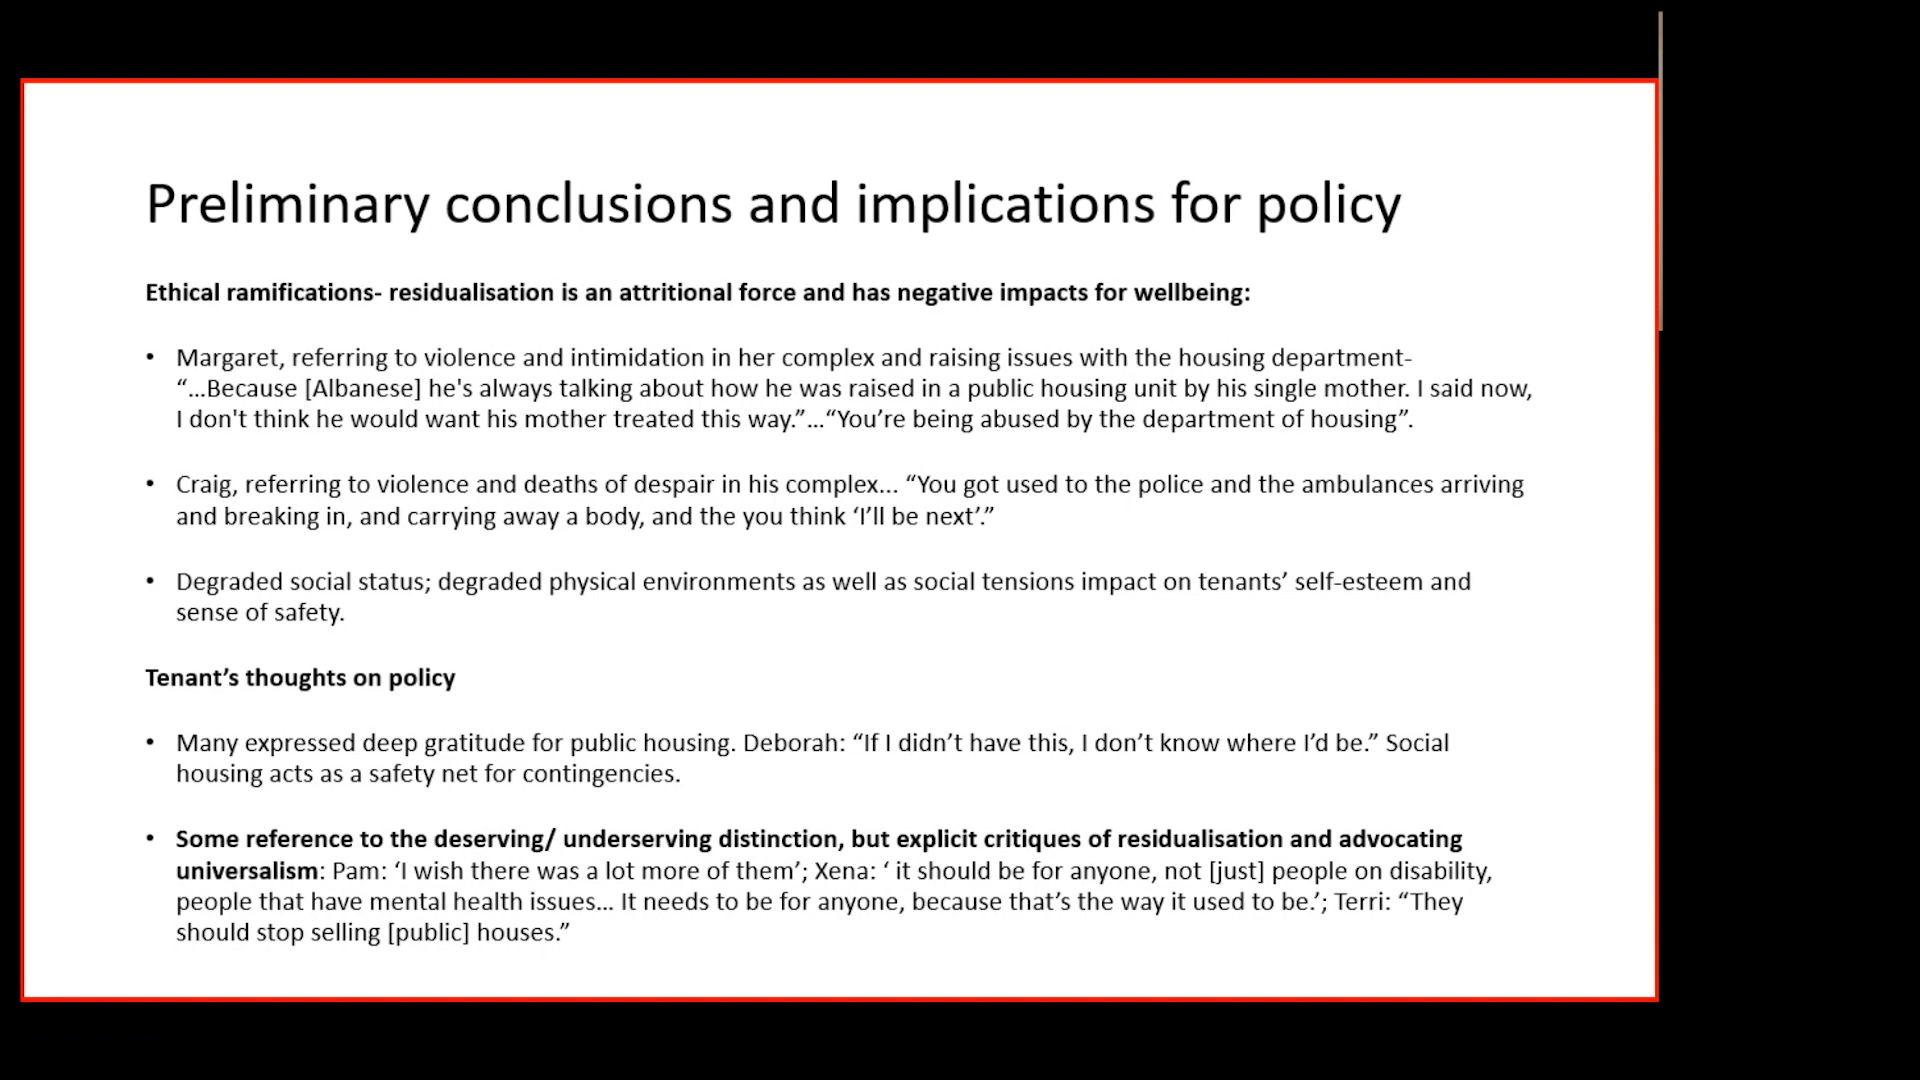 Preliminary conclusions and implications for policy
Ethical ramifications- residualisation is an attritional force and has negative impacts for wellbeing:
• Margaret, referring to violence and intimidation in her complex and raising issues with the housing department-
“…Because [Albanese] he's always talking about how he was raised in a public housing unit by his single mother. I said now,
I don't think he would want his mother treated this way.”…“You’re being abused by the department of housing”.
• Craig, referring to violence and deaths of despair in his complex… “You got used to the police and the ambulances arriving
and breaking in, and carrying away a body, and the you think ‘I’ll be next’.”
• Degraded social status; degraded physical environments as well as social tensions impact on tenants’ self-esteem and
sense of safety.
Tenant’s thoughts on policy
• Many expressed deep gratitude for public housing. Deborah: “If I didn’t have this, I don’t know where I’d be.” Social
housing acts as a safety net for contingencies.
• Some reference to the deserving/ underserving distinction, but explicit critiques of residualisation and advocating
universalism: Pam: ‘I wish there was a lot more of them’; Xena: ‘ it should be for anyone, not [just] people on disability,
people that have mental health issues… It needs to be for anyone, because that’s the way it used to be.’; Terri: “They
should stop selling [public] houses.”